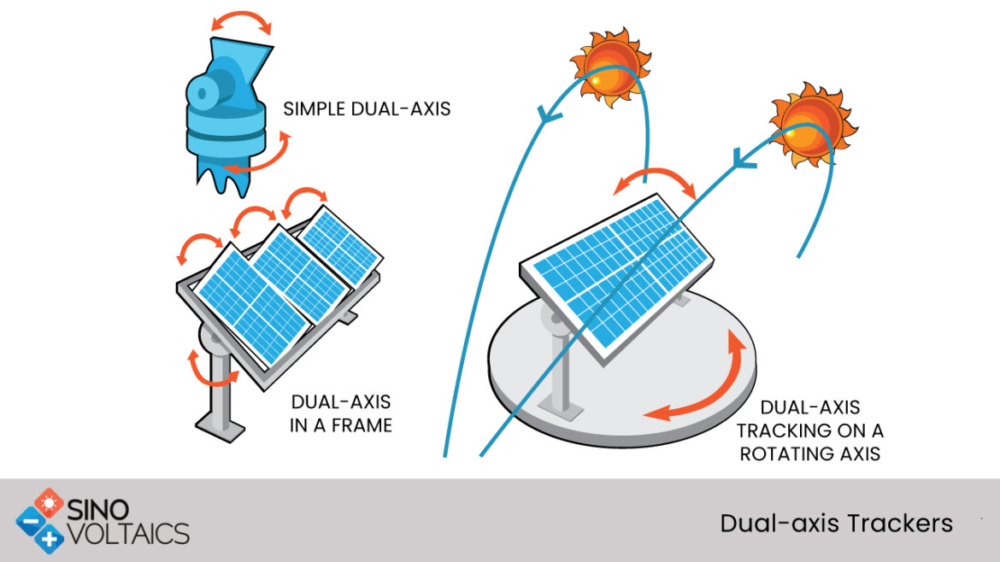 SIMPLE DUAL-AXIS
DUAL-AXIS
IN A FRAME
DUAL-AXIS
TRACKING ON A
ROTATING AXIS
SINO
VOLTAICS
Dual-axis Trackers